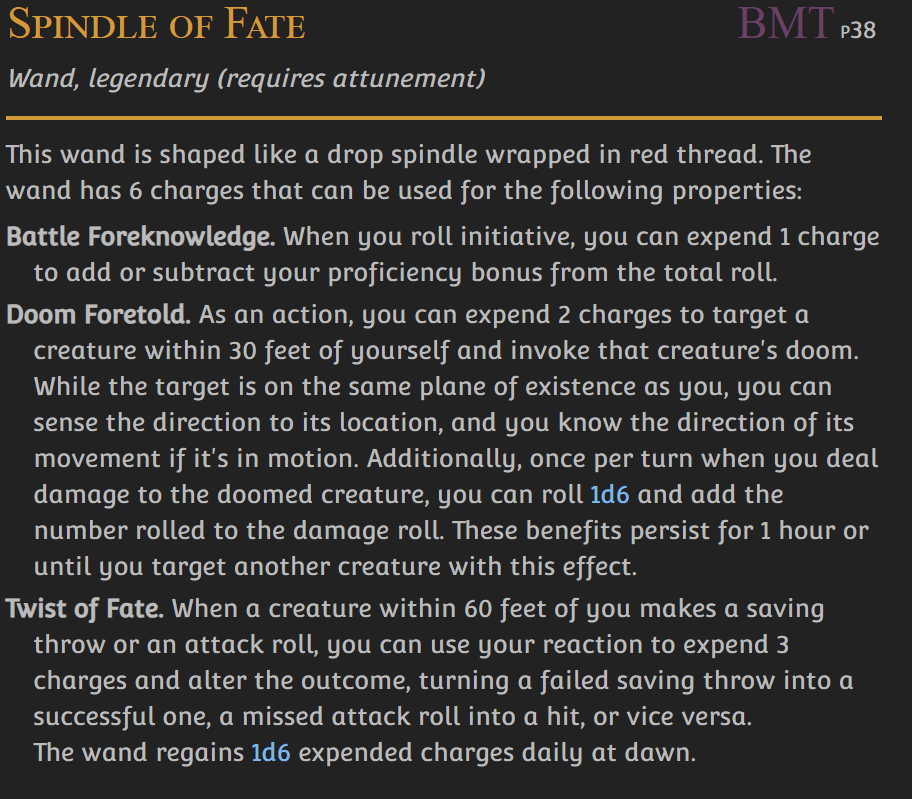 Spindle of Fate BMT p38
Wand, legendary (requires attunement)
This wand is shaped like a drop spindle wrapped in red thread. The
wand has 6 charges that can be used for the following properties:
Battle Foreknowledge. When you roll initiative, you can expend 1 charge
to add or subtract your proficiency bonus from the total roll.
Doom Foretold. As an action, you can expend 2 charges to target a
creature within 30 feet of yourself and invoke that creature's doom.
While the target is on the same plane of existence as you, you can
sense the direction to its location, and you know the direction of its
movement if it's in motion. Additionally, once per turn when you deal
damage to the doomed creature, you can roll 1d6 and add the
number rolled to the damage roll. These benefits persist for 1 hour or
until you target another creature with this effect.
Twist of Fate. When a creature within 60 feet of you makes a saving
throw or an attack roll, you can use your reaction to expend 3
charges and alter the outcome, turning a failed saving throw into a
successful one, a missed attack roll into a hit, or vice versa.
The wand regains 1d6 expended charges daily at dawn.